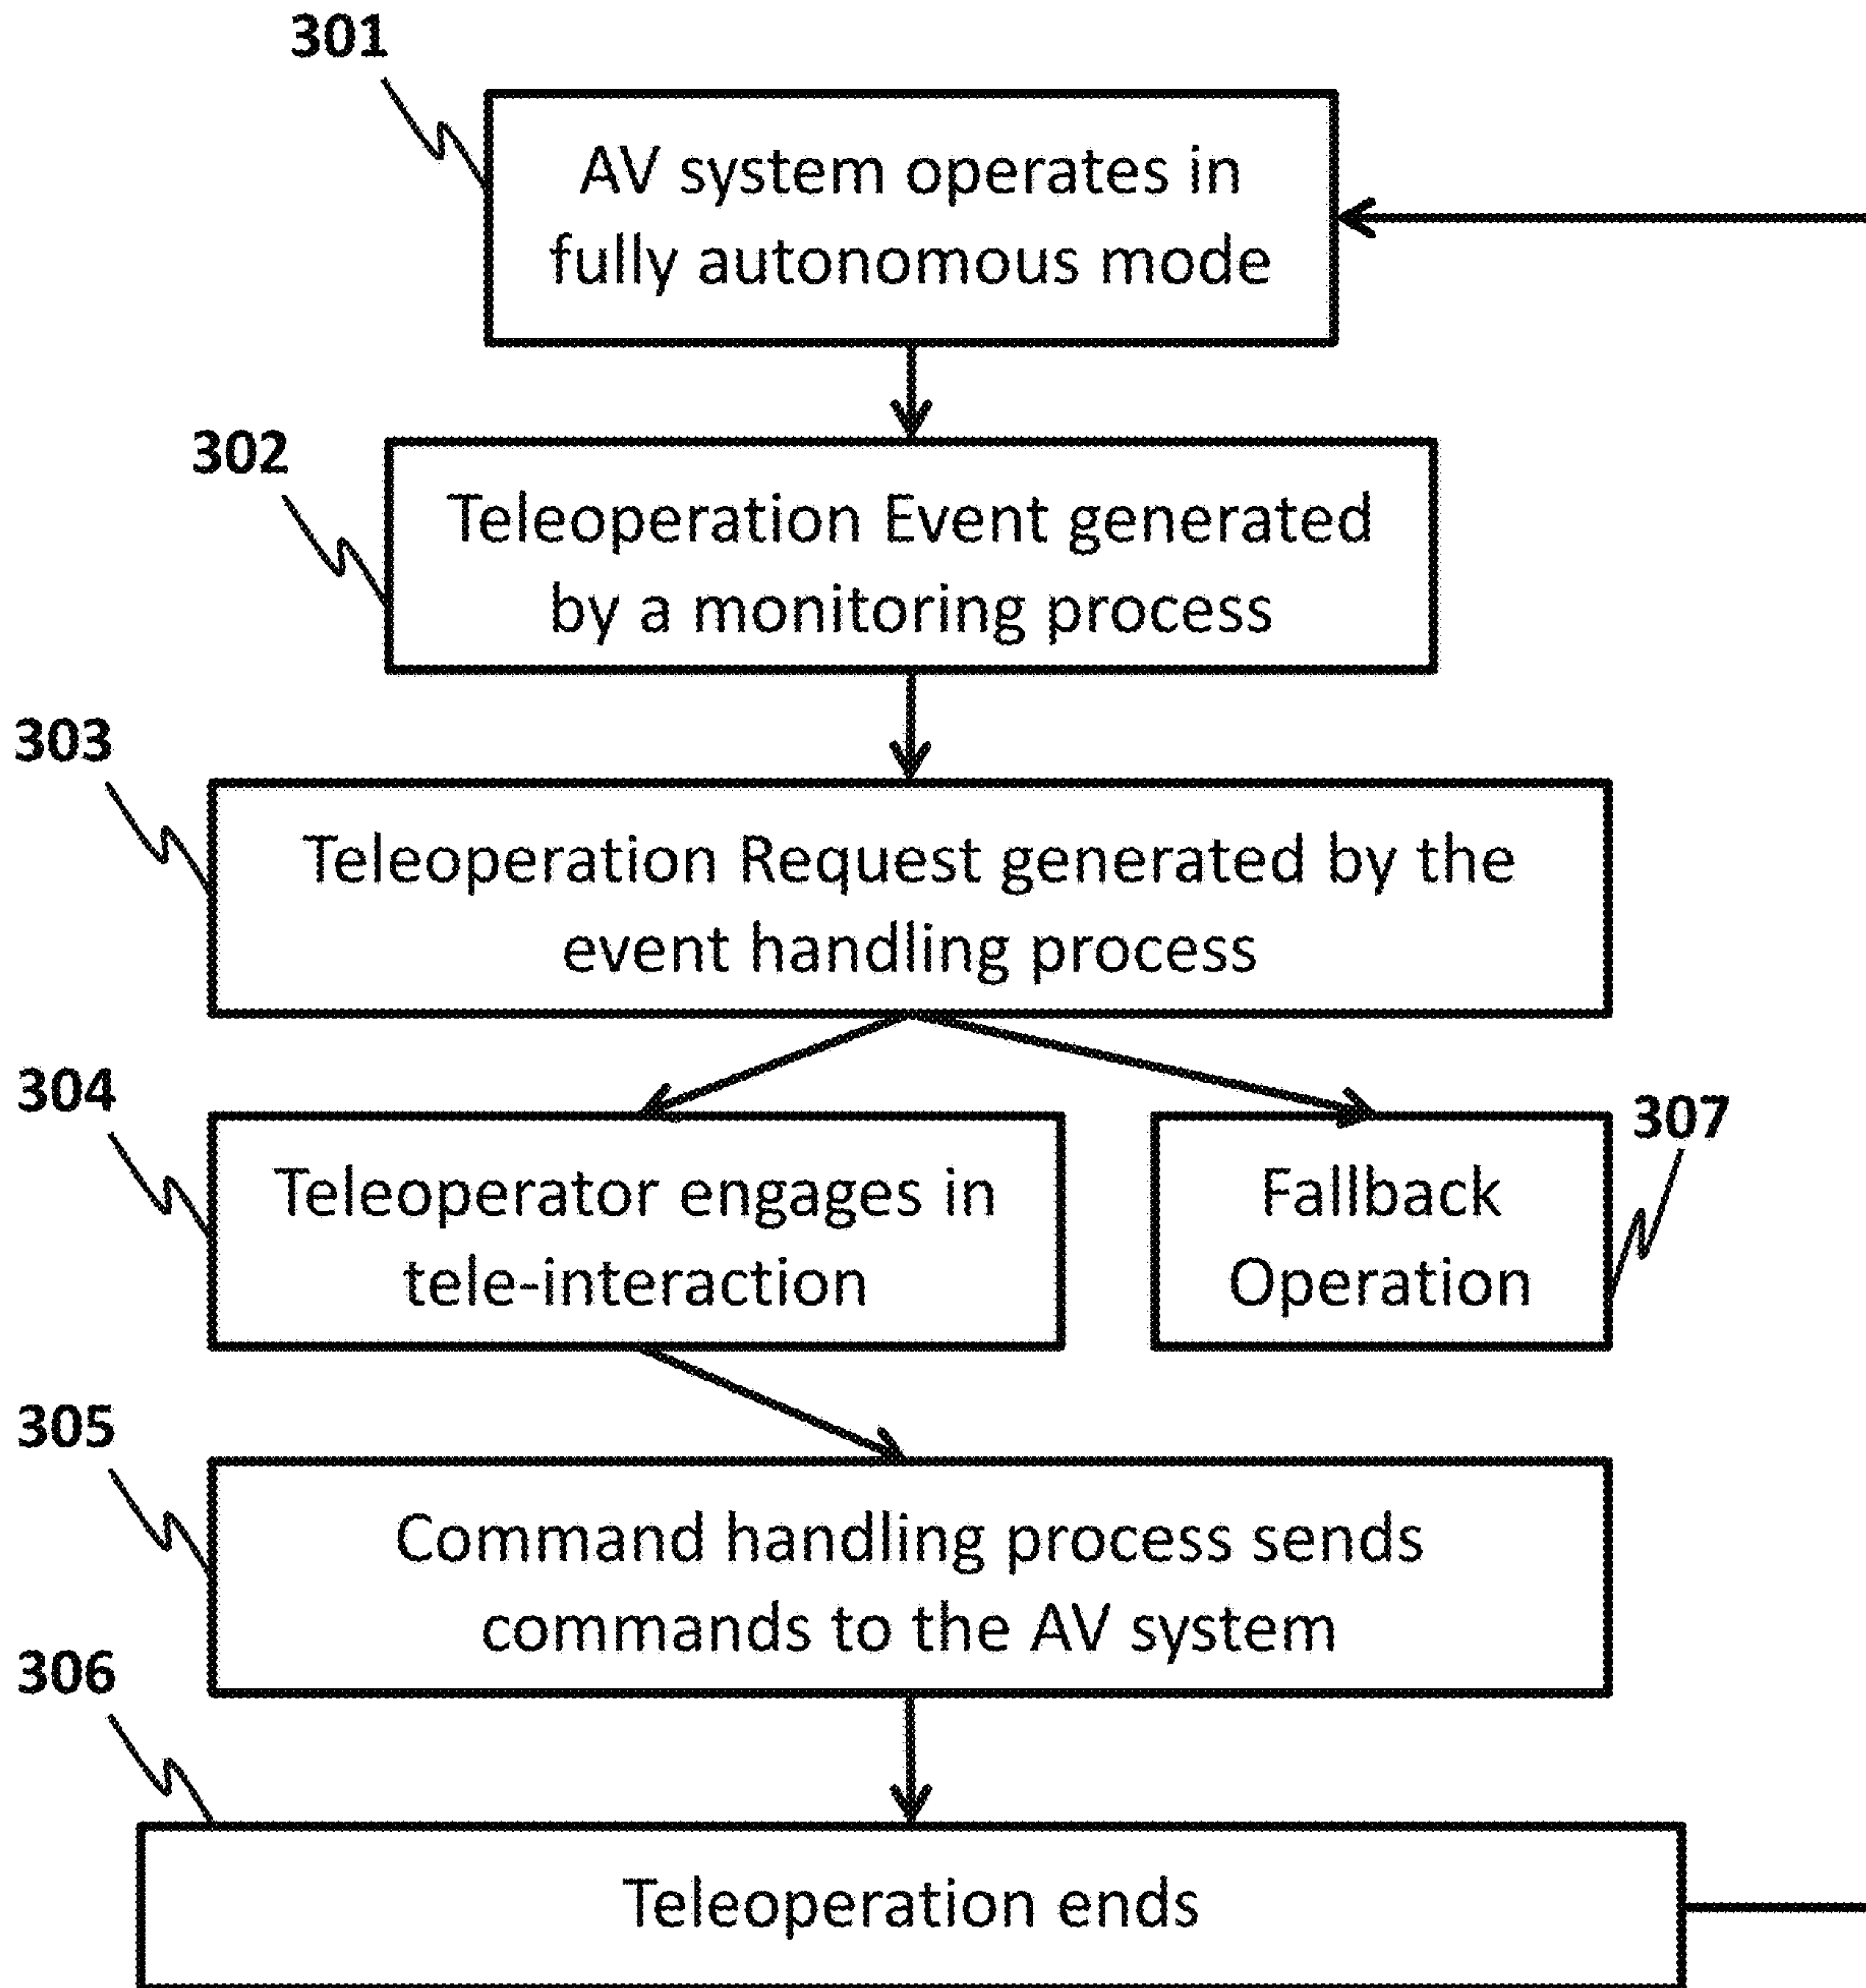 301
AV system operates in
fully autonomous mode
302
Teleoperation Event generated
by a monitoring process
303
Teleoperation Request generated by the
event handling process
304
Teleoperator engages in
tele-interaction
307
Fallback
Operation
305
Command handling process sends
commands to the AV system
306
Teleoperation ends